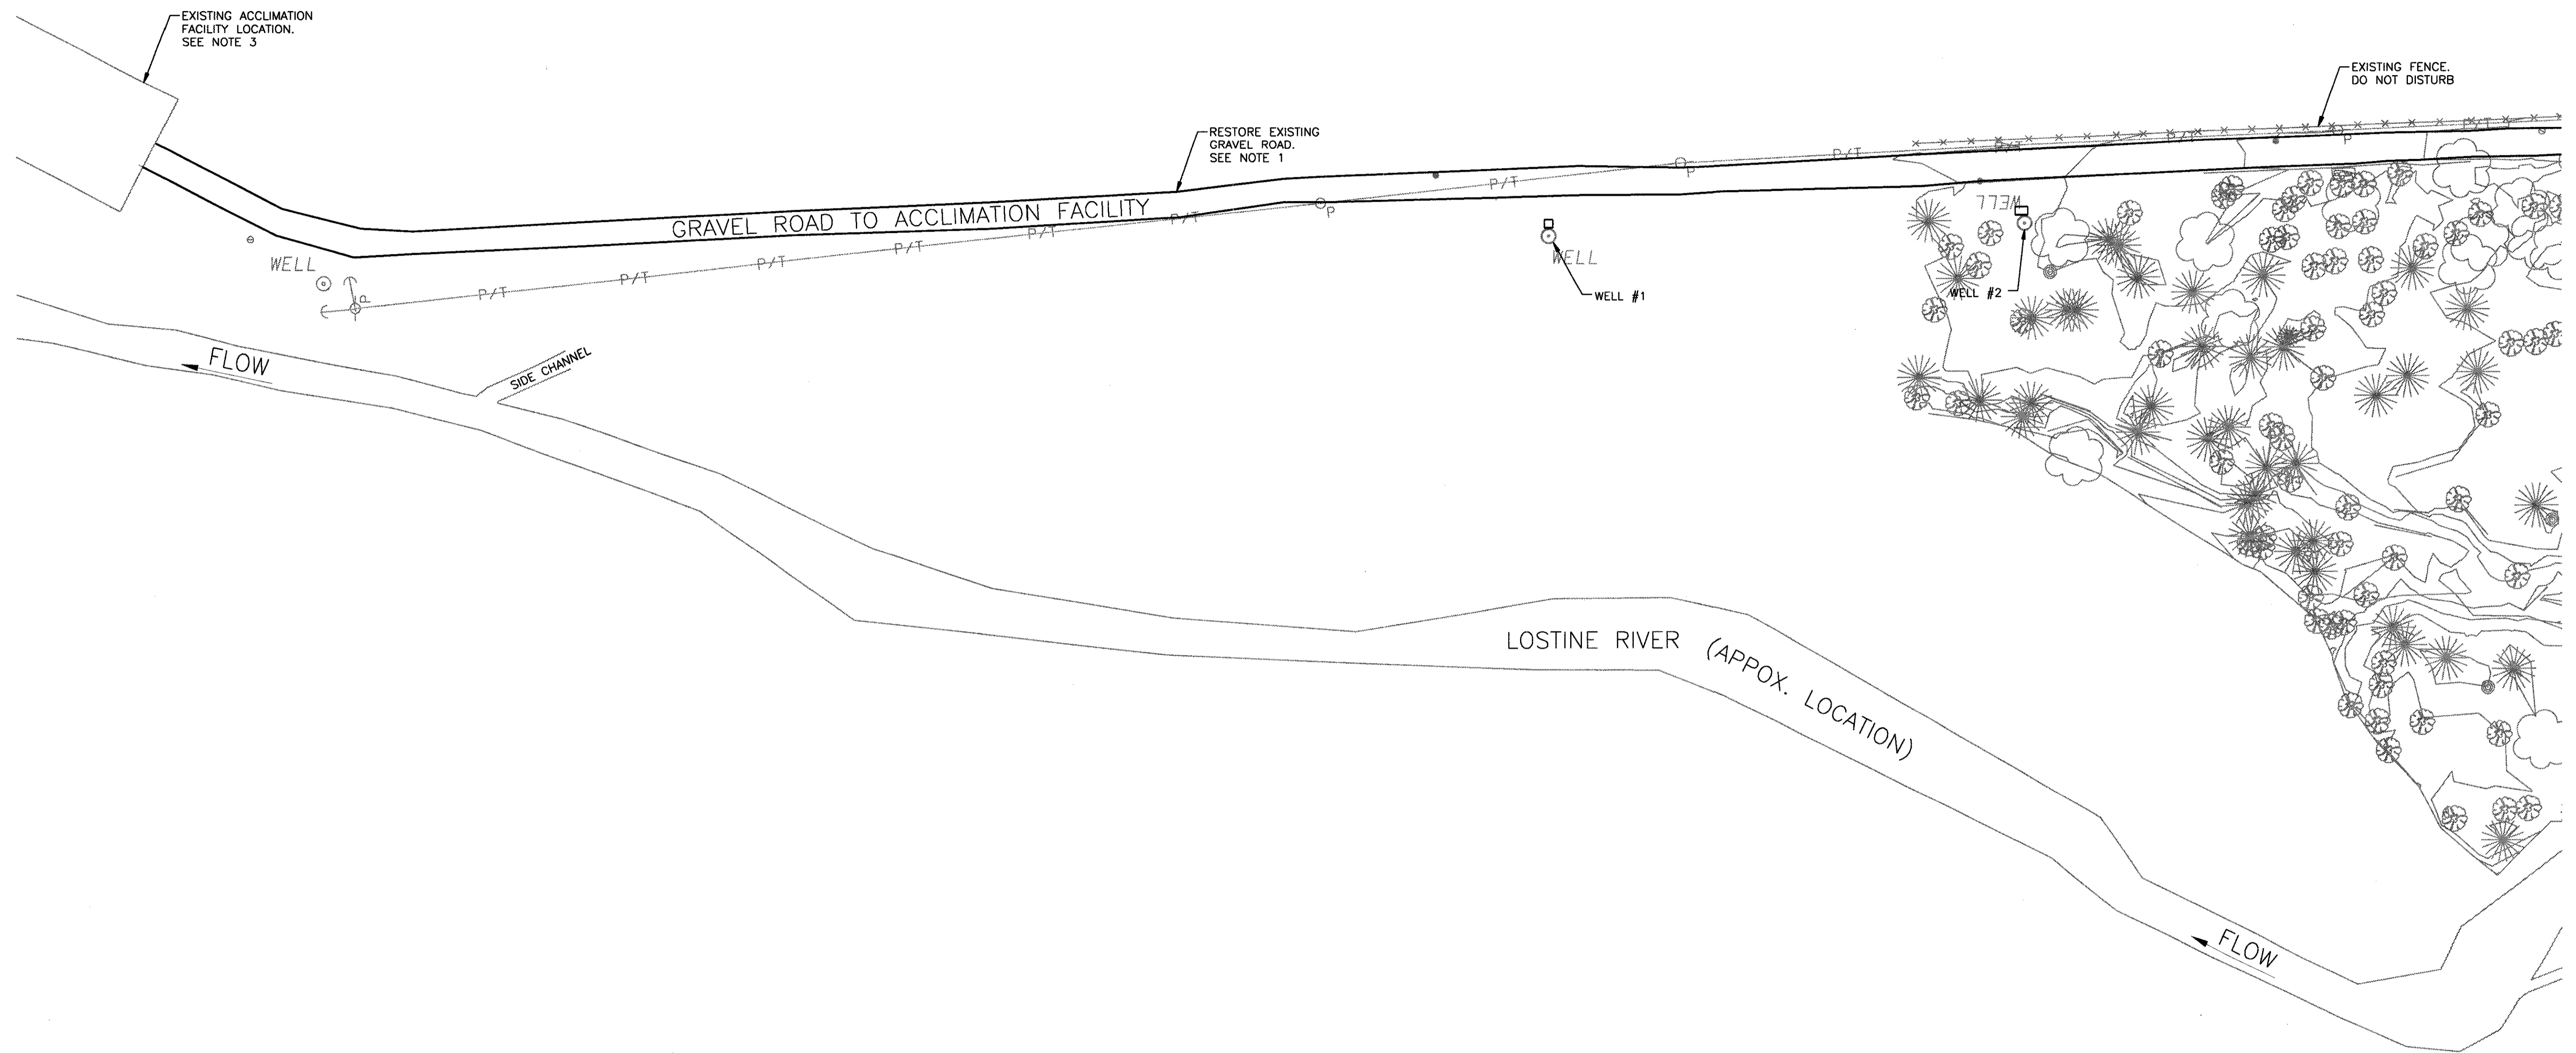 EXISTING ACCLIMATION
FACILITY LOCATION.
SEE NOTE 3
EXISTING FENCE.
DO NOT DISTURB
RESTORE EXISTING
GRAVEL ROAD.
SEE NOTE 1
P/T
P/T
P/T
P
P/T
P/T
P
P/T
WELL
GRAVEL ROAD TO ACCLIMATION FACILITY
P
P/T
P/T
P/T
P/T
P/T
P/T
WELL
WELL
P
WELL #1
WELL #2
FLOW
SIDE CHANNEL
LOSTINE RIVER (APPOX. LOCATION)
FLOW